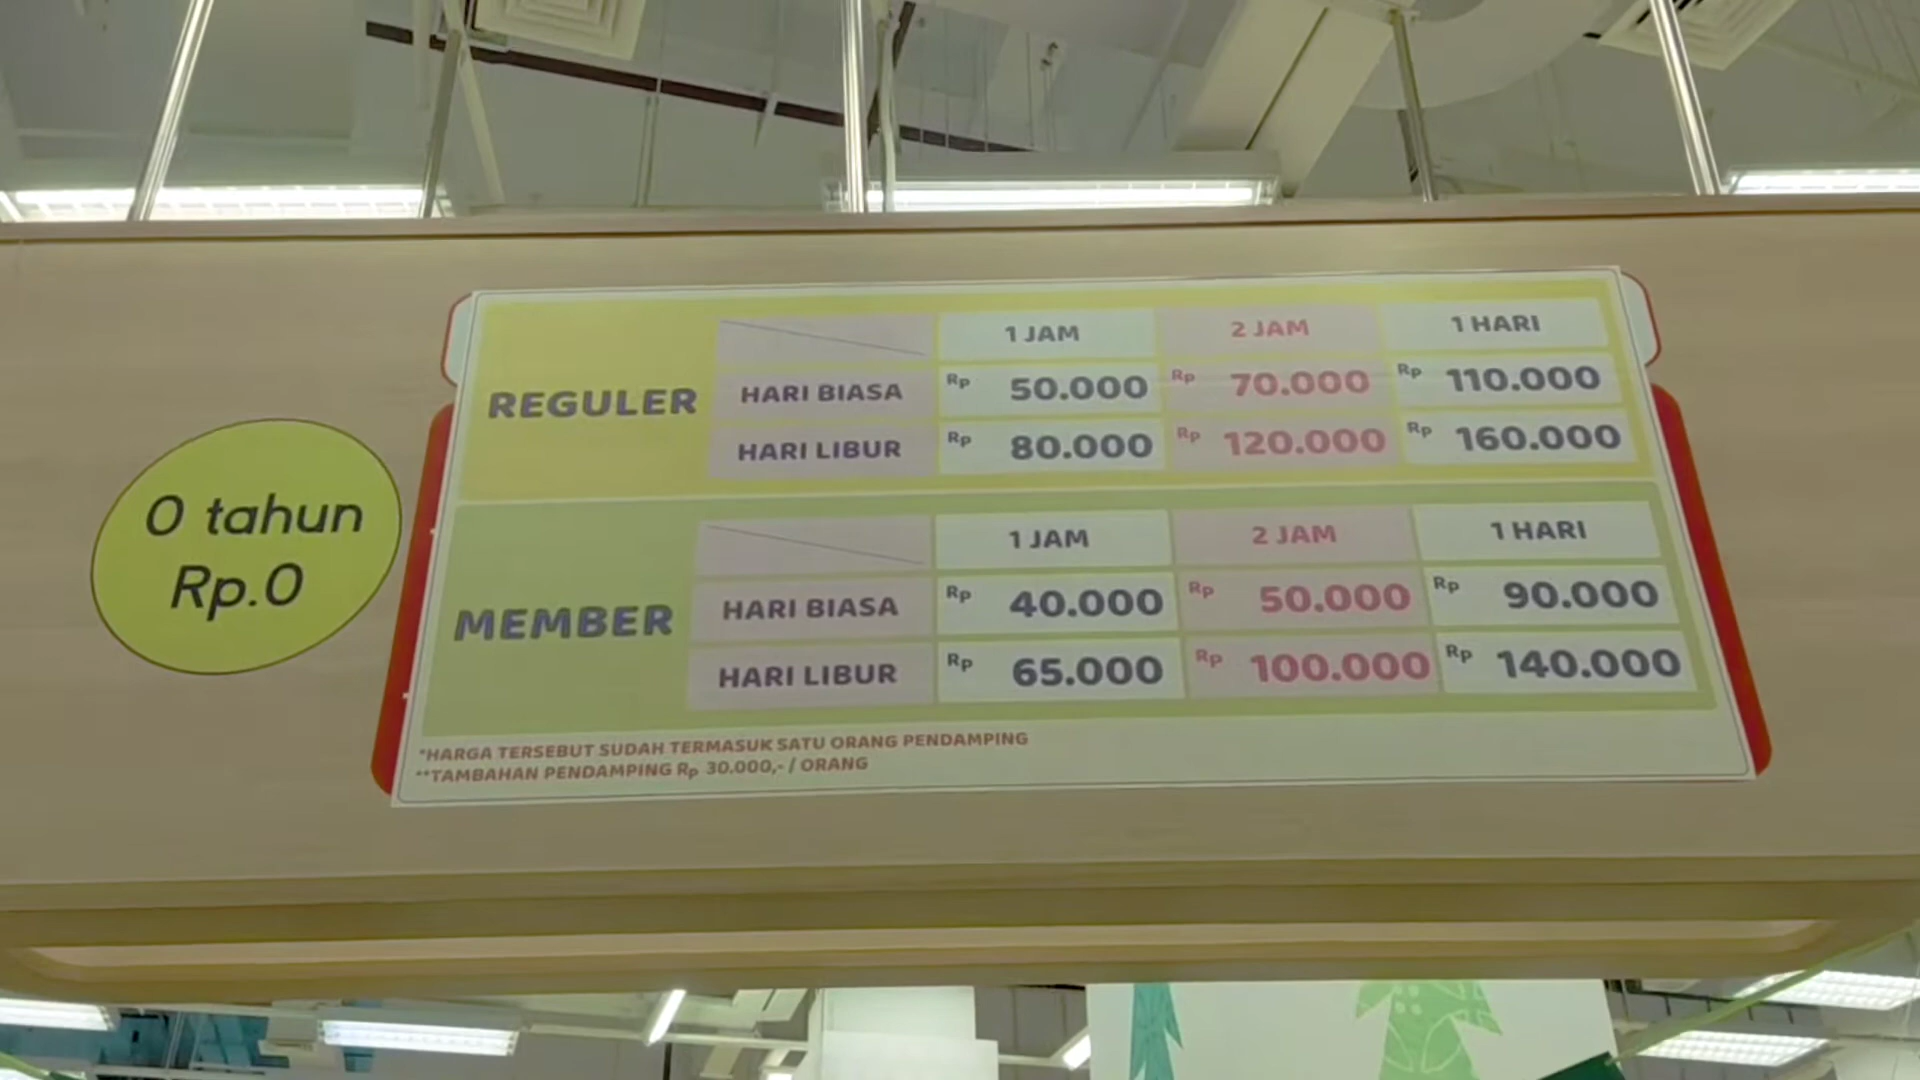 0 tahun
Rp.0
REGULER
1 JAM 2 JAM 1 HARI
HARI BIASA Rp 50.000 Rp 70.000 Rp 110.000
HARI LIBUR Rp 80.000 Rp 120.000 Rp 160.000
MEMBER
1 JAM 2 JAM 1 HARI
HARI BIASA Rp 40.000 Rp 50.000 Rp 90.000
HARI LIBUR Rp 65.000 Rp 100.000 Rp 140.000
*HARGA TERSEBUT SUDAH TERMASUK SATU ORANG PENDAMPING
**TAMBAHAN PENDAMPING Rp 30.000,- / ORANG